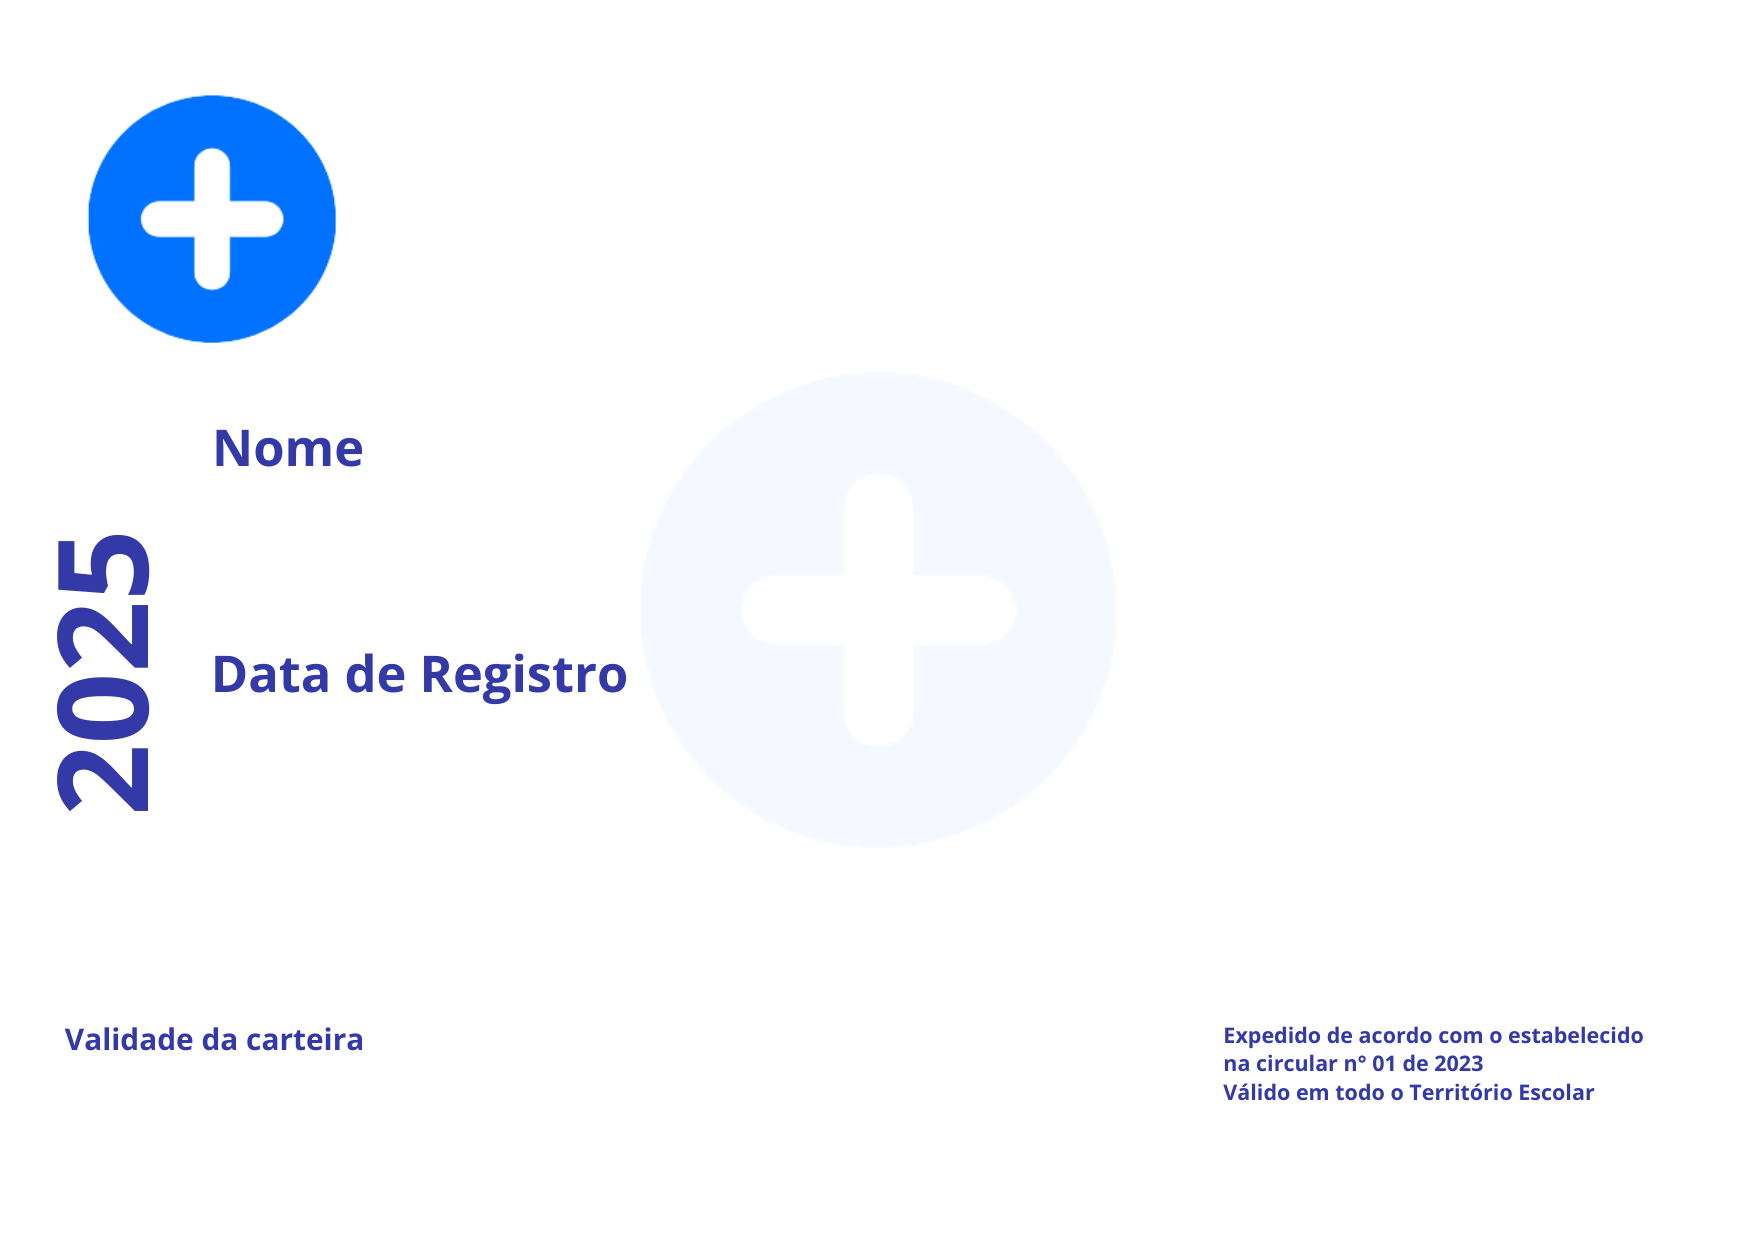 Nome
2025
Data de Registro
Validade da carteira
Expedido de acordo com o estabelecido
na circular n° 01 de 2023
Válido em todo o Território Escolar